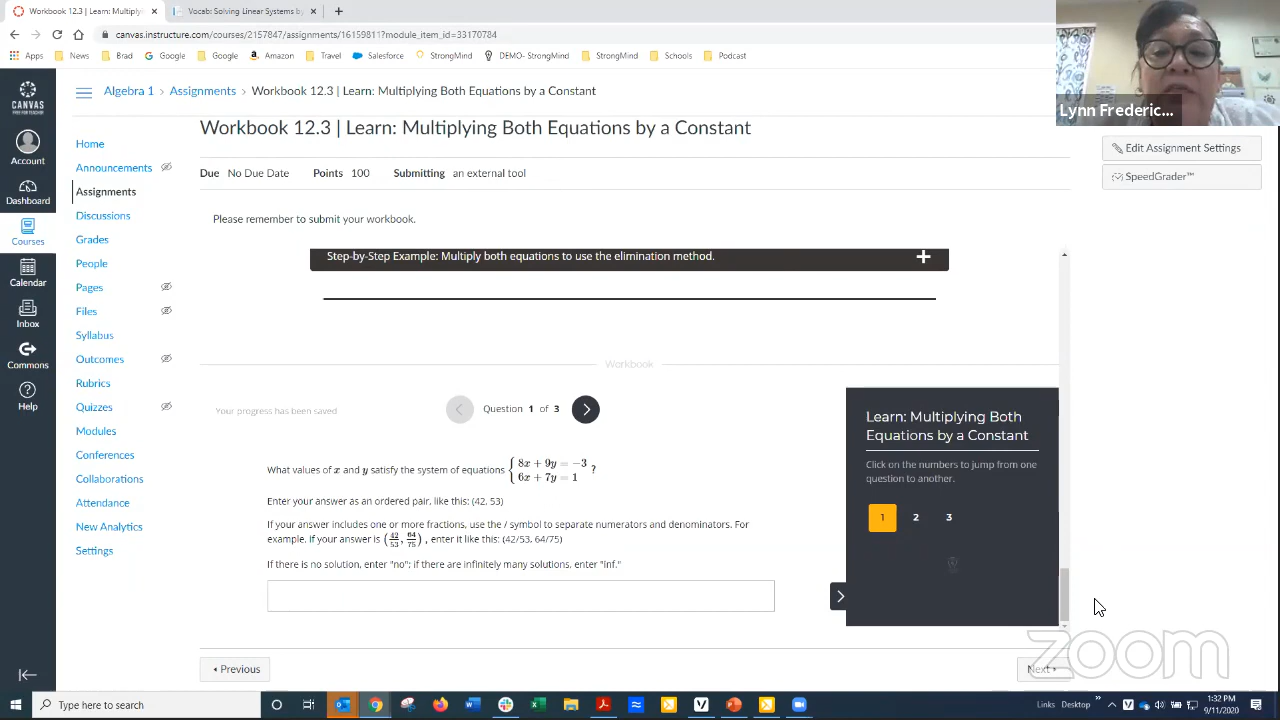 Workbook 12.3 | Learn: Multiplyi
Vocab: Solving Linear Systems by
canvas.instructure.com/courses/2157847/assignments/16159811?module_item_id=33170784
Apps News Brad Google Google Amazon Travel Salesforce StrongMind DEMO- StrongMind StrongMind Schools Podcast
Lynn Frederic...
CANVAS
FREE FOR TEACHER
Account
Dashboard
Courses
Calendar
Inbox
Commons
Help
Algebra 1 > Assignments > Workbook 12.3 | Learn: Multiplying Both Equations by a Constant
Home
Announcements
Assignments
Discussions
Grades
People
Pages
Files
Syllabus
Outcomes
Rubrics
Quizzes
Modules
Conferences
Collaborations
Attendance
New Analytics
Settings
Workbook 12.3 | Learn: Multiplying Both Equations by a Constant
Due No Due Date Points 100 Submitting an external tool
Please remember to submit your workbook.
Step-by-Step Example: Multiply both equations to use the elimination method. +
Workbook
Your progress has been saved
Question 1 of 3
What values of x and y satisfy the system of equations { 8x + 9y = −3
6x + 7y = 1 ?
Enter your answer as an ordered pair, like this: (42, 53)
If your answer includes one or more fractions, use the / symbol to separate numerators and denominators. For
example, if your answer is (42/53, 64/75), enter it like this: (42/53, 64/75)
If there is no solution, enter "no"; if there are infinitely many solutions, enter "inf."
Learn: Multiplying Both
Equations by a Constant
Click on the numbers to jump from one
question to another.
1 2 3
Edit Assignment Settings
SpeedGrader™
Previous
Next
zoom
Type here to search
Links Desktop
1:32 PM
9/11/2020